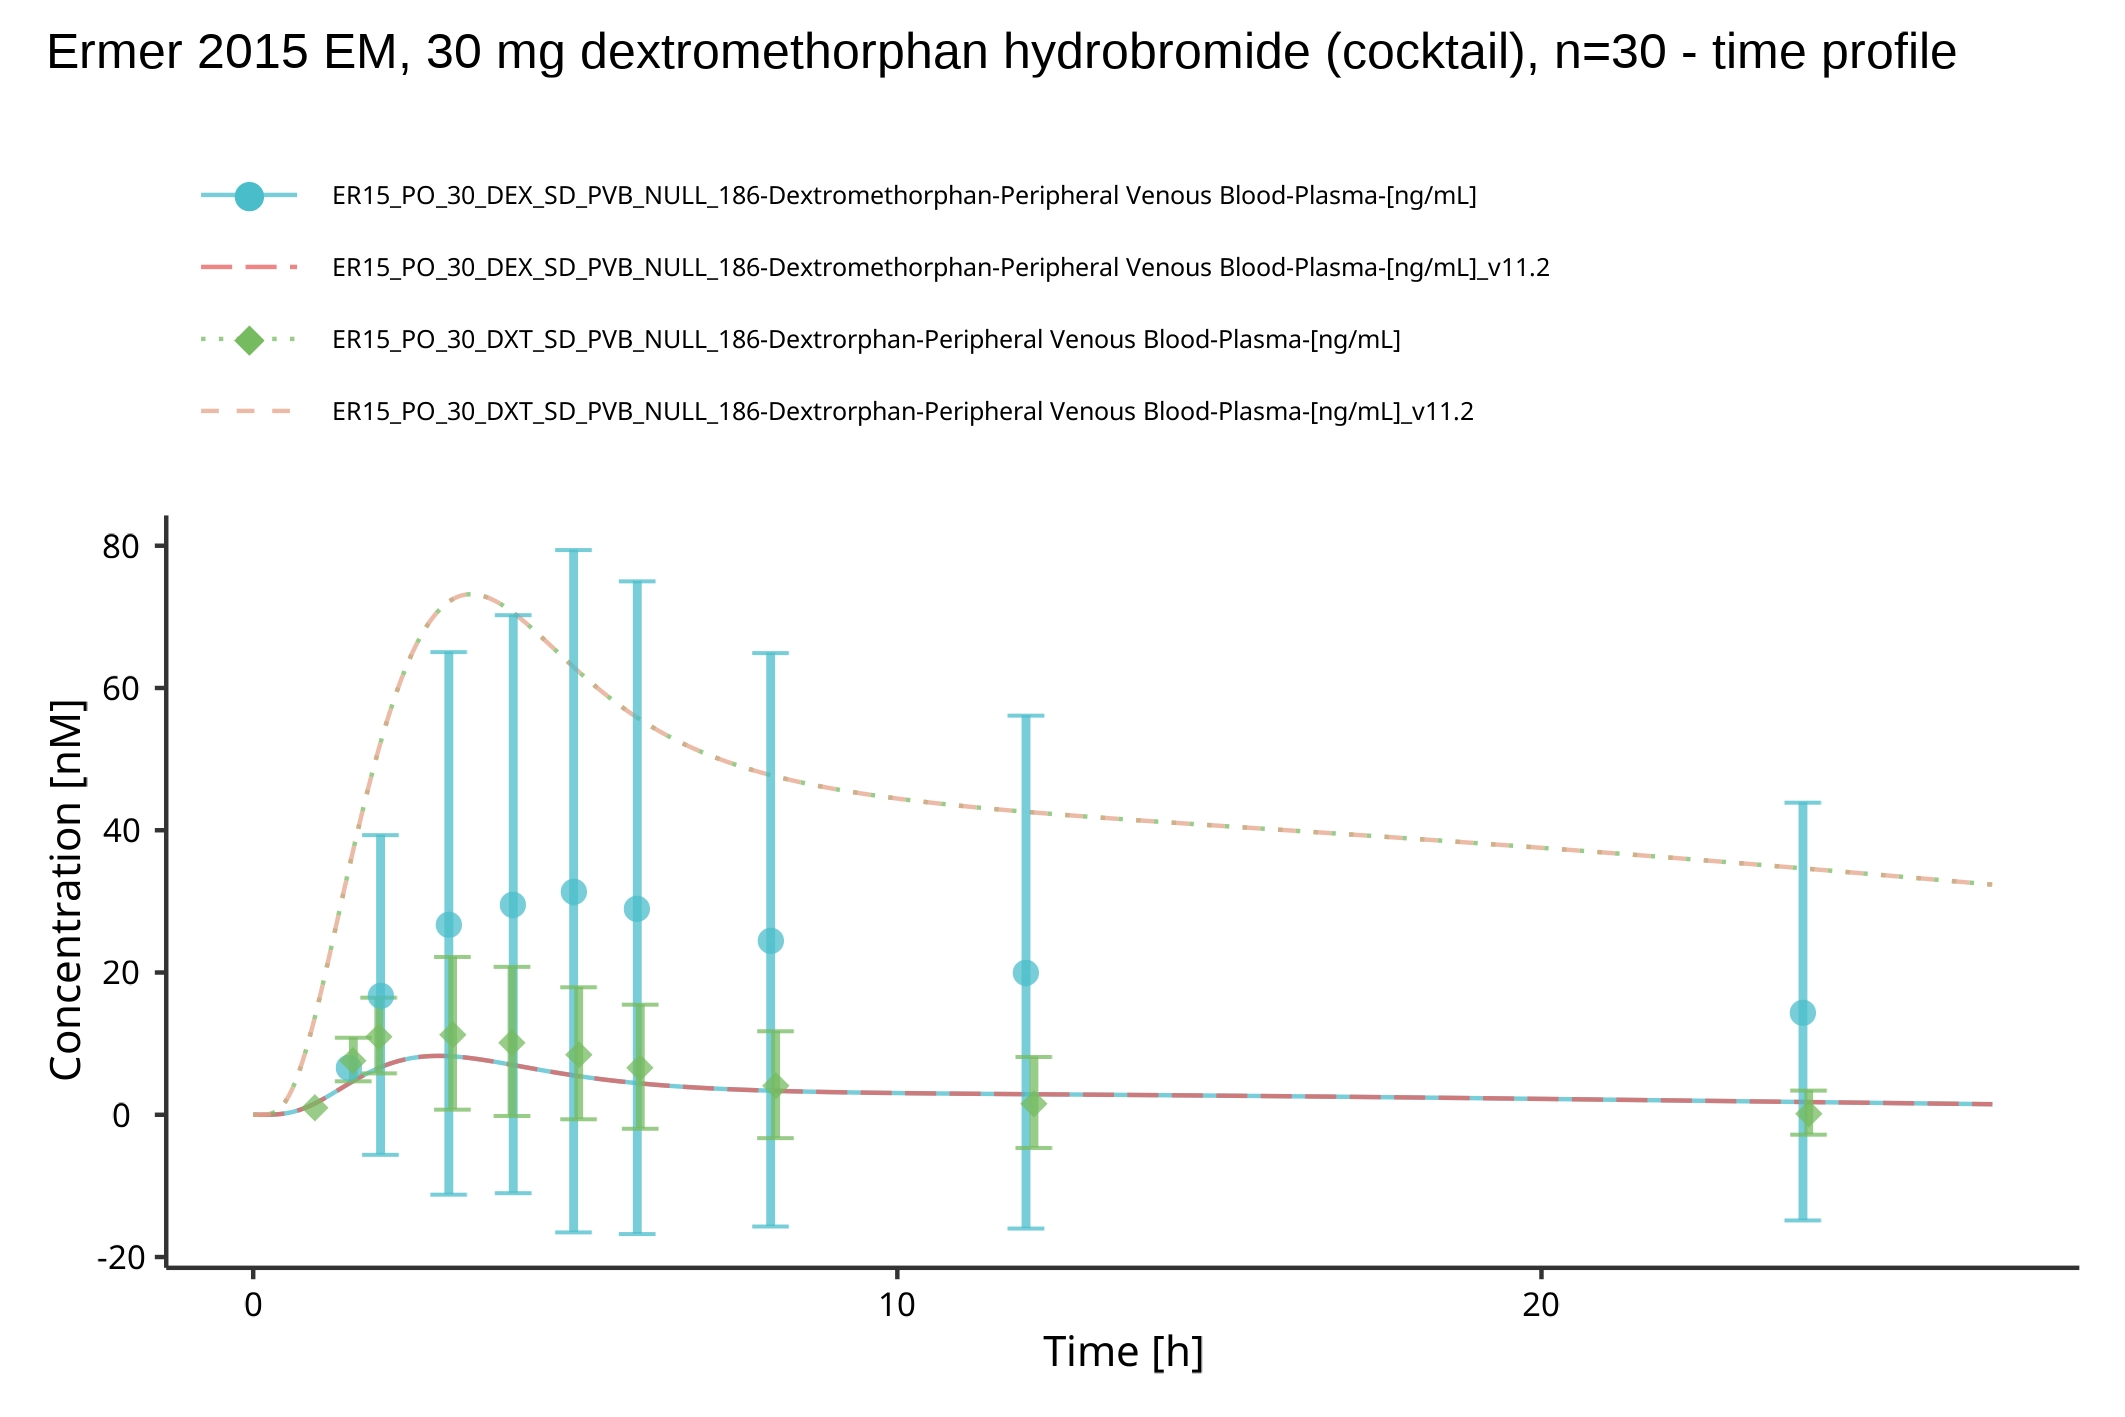 Ermer 2015 EM, 30 mg dextromethorphan hydrobromide (cocktail), n=30 - time profile
ER15_PO_30_DEX_SD_PVB_NULL_186-Dextromethorphan-Peripheral Venous Blood-Plasma-[ng/mL]
ER15_PO_30_DEX_SD_PVB_NULL_186-Dextromethorphan-Peripheral Venous Blood-Plasma-[ng/mL]_v11.2
ER15_PO_30_DXT_SD_PVB_NULL_186-Dextrorphan-Peripheral Venous Blood-Plasma-[ng/mL]
ER15_PO_30_DXT_SD_PVB_NULL_186-Dextrorphan-Peripheral Venous Blood-Plasma-[ng/mL]_v11.2
Concentration [nM]
80
60
40
20
0
-20
0 10 20
Time [h]